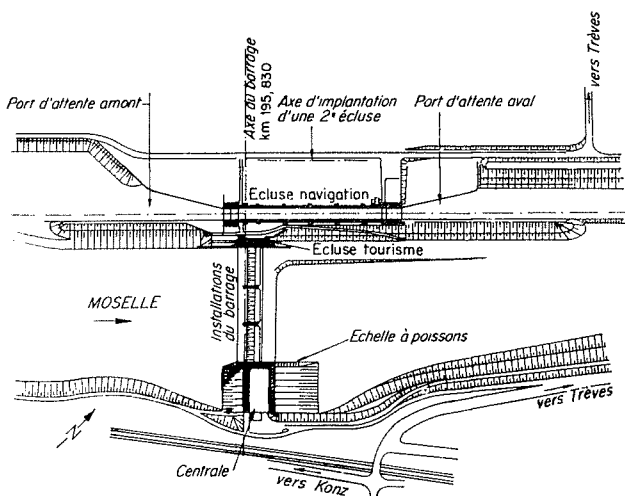 vers Trèves
Axe du barrage
km 195,830
Port d'attente amont
Axe d'implantation
d'une 2e écluse
Port d'attente aval
Ecluse navigation
Ecluse tourisme
Installations
du barrage
MOSELLE
Echelle à poissons
N
vers Trèves
Centrale
vers Konz